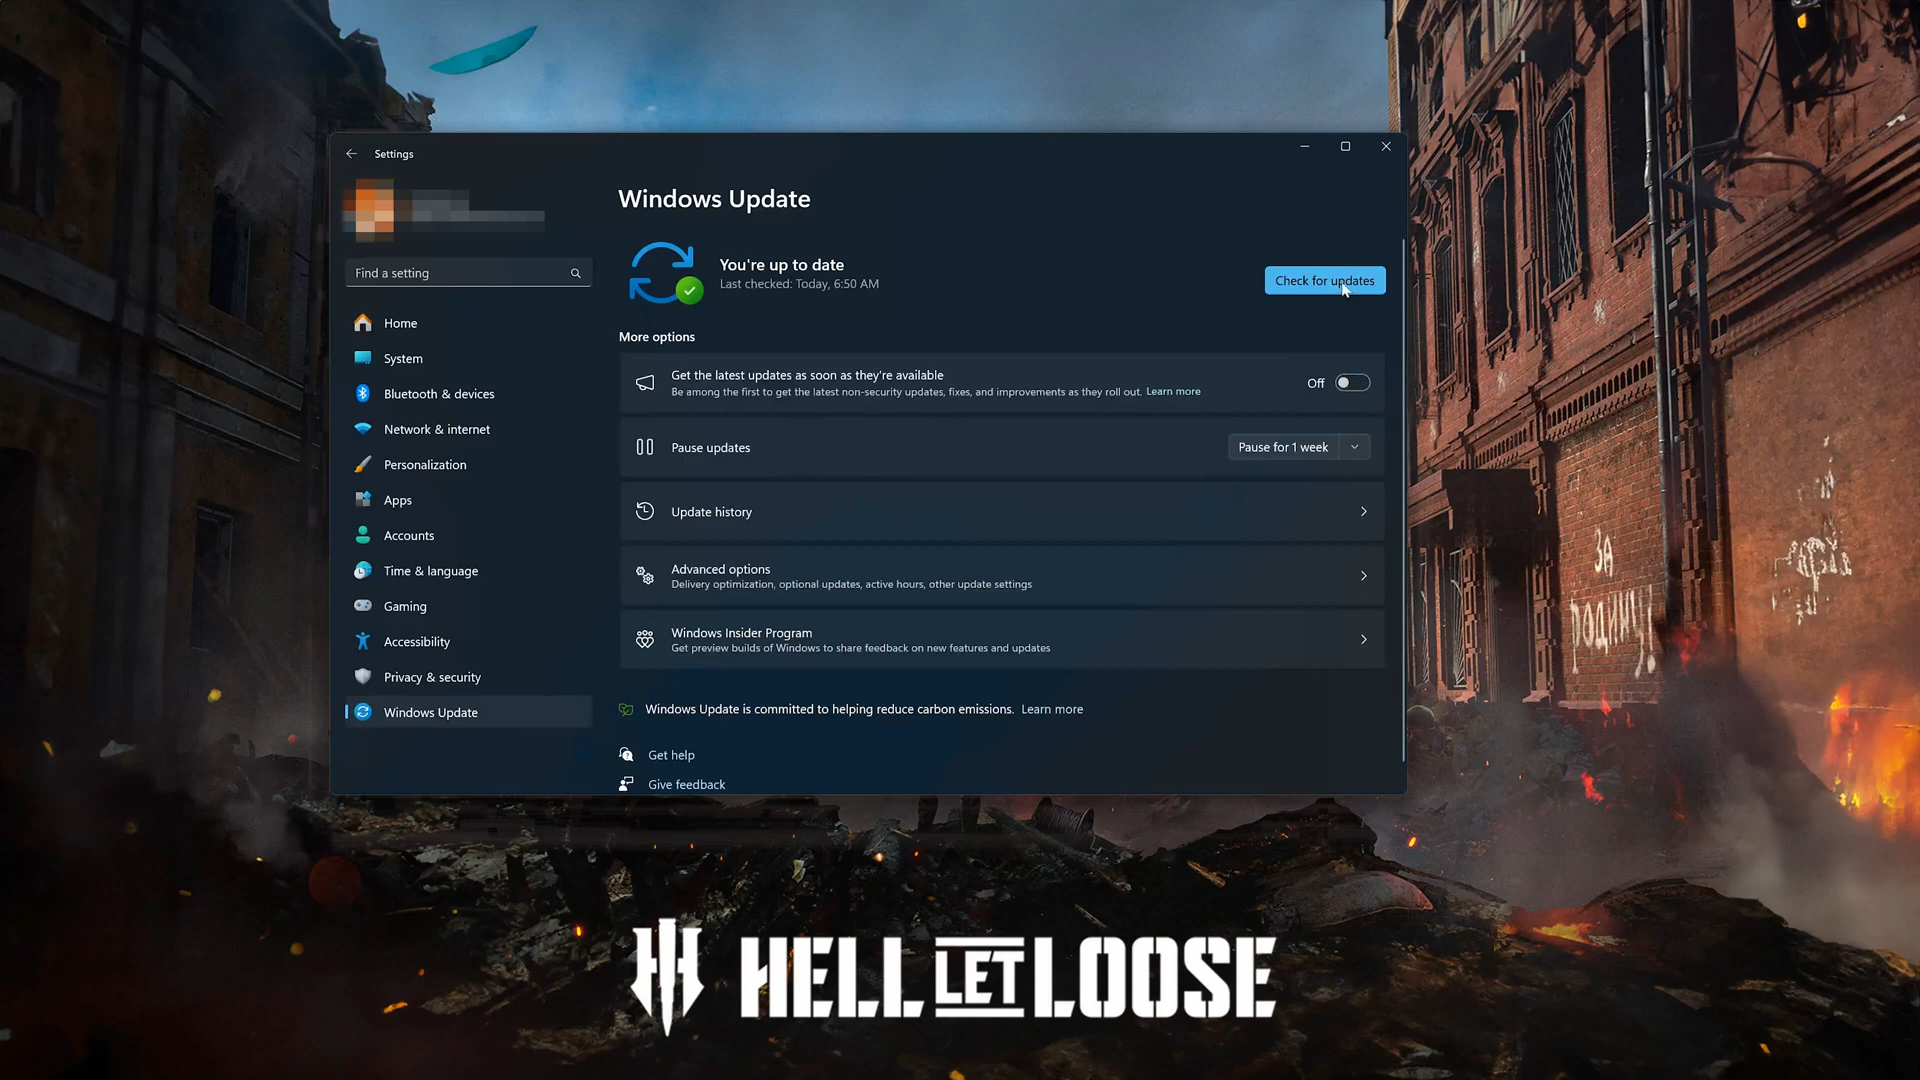 Settings
Find a setting
Home
System
Bluetooth & devices
Network & internet
Personalization
Apps
Accounts
Time & language
Gaming
Accessibility
Privacy & security
Windows Update
Windows Update
You're up to date
Last checked: Today, 6:50 AM
Check for updates
More options
Get the latest updates as soon as they're available
Be among the first to get the latest non-security updates, fixes, and improvements as they roll out. Learn more
Off
Pause updates
Pause for 1 week
Update history
Advanced options
Delivery optimization, optional updates, active hours, other update settings
Windows Insider Program
Get preview builds of Windows to share feedback on new features and updates
Windows Update is committed to helping reduce carbon emissions. Learn more
Get help
Give feedback
ЗА
РОДИНУ!
HELL LET LOOSE